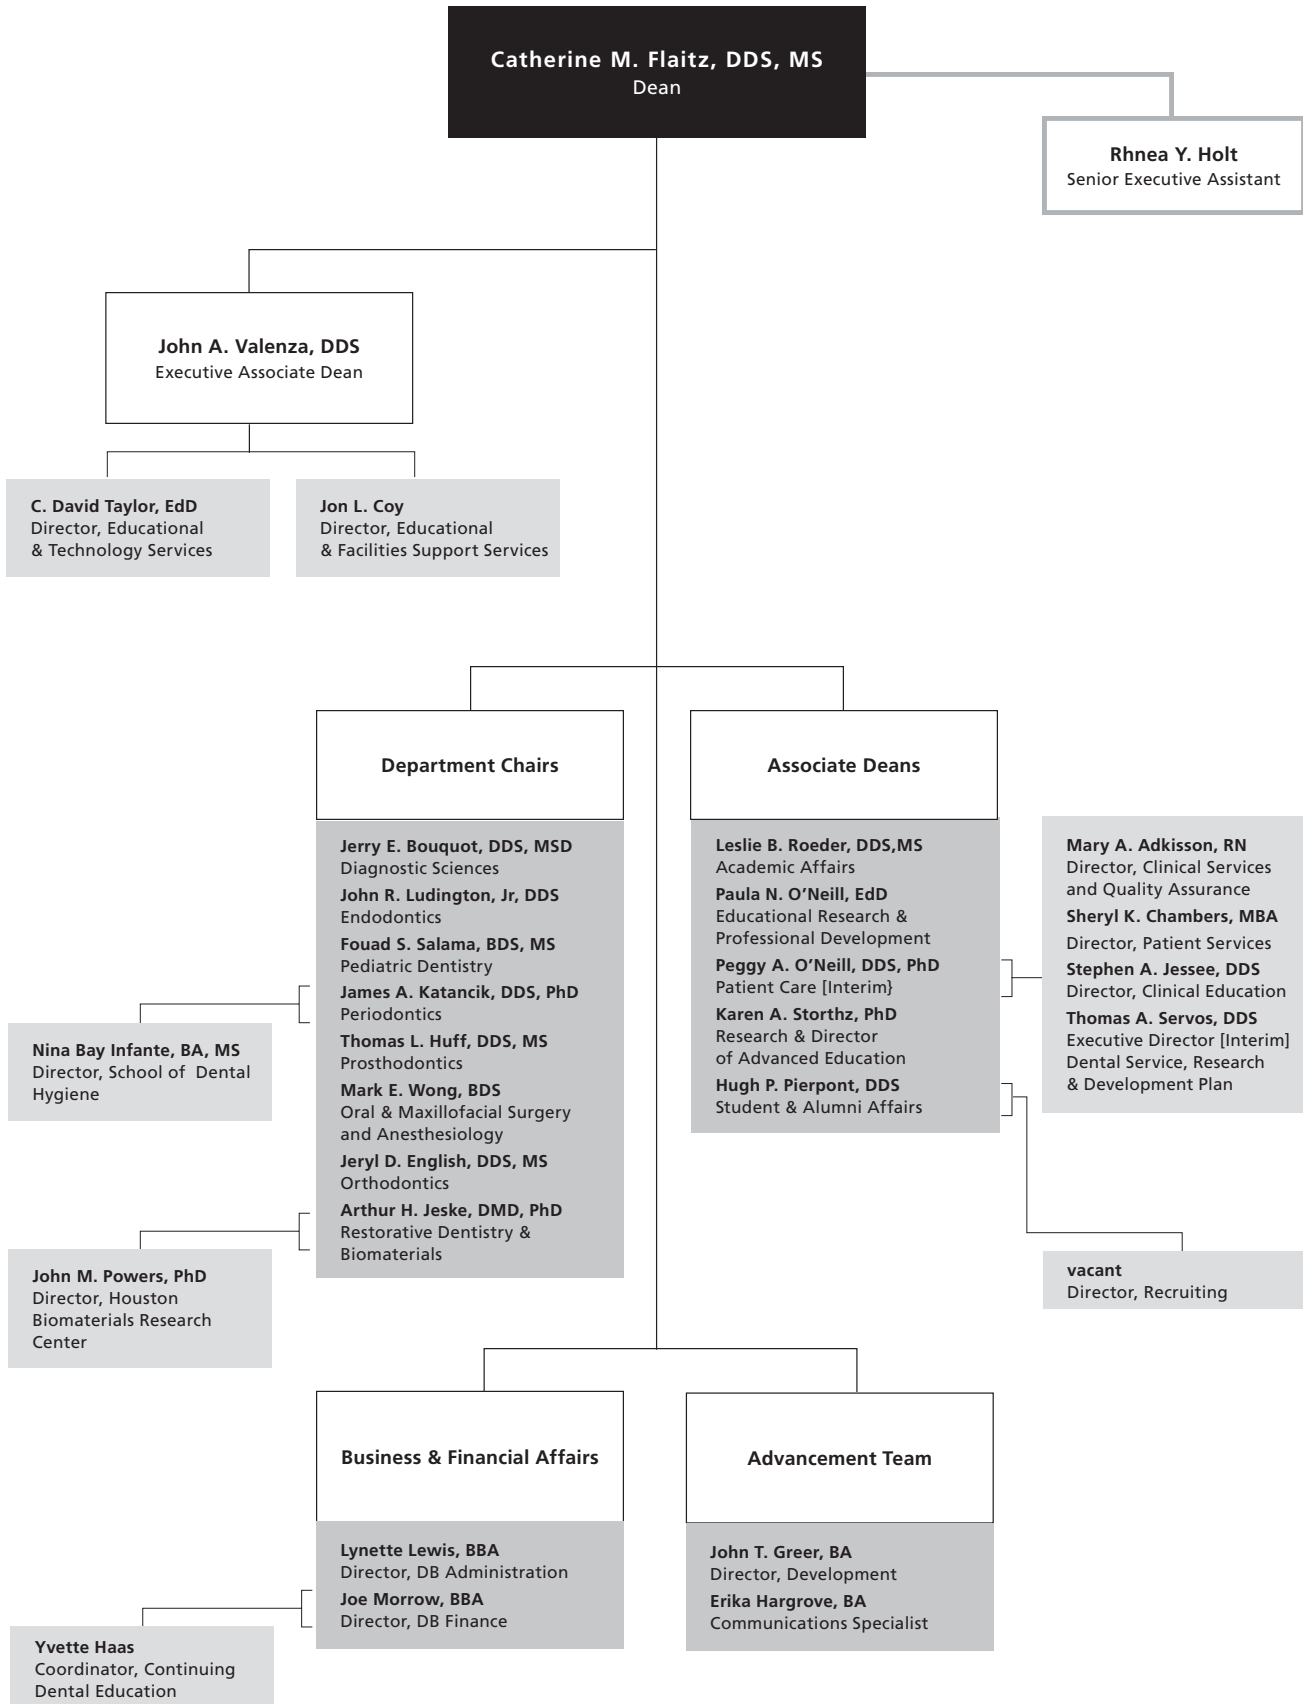 Catherine M. Flaitz, DDS, MS
Dean
Rhnea Y. Holt
Senior Executive Assistant
John A. Valenza, DDS
Executive Associate Dean
C. David Taylor, EdD
Director, Educational
& Technology Services
Jon L. Coy
Director, Educational
& Facilities Support Services
Department Chairs
Jerry E. Bouquot, DDS, MSD
Diagnostic Sciences
John R. Ludington, Jr, DDS
Endodontics
Fouad S. Salama, BDS, MS
Pediatric Dentistry
James A. Katancik, DDS, PhD
Periodontics
Thomas L. Huff, DDS, MS
Prosthodontics
Mark E. Wong, BDS
Oral & Maxillofacial Surgery
and Anesthesiology
Jeryl D. English, DDS, MS
Orthodontics
Arthur H. Jeske, DMD, PhD
Restorative Dentistry &
Biomaterials
Nina Bay Infante, BA, MS
Director, School of  Dental
Hygiene
John M. Powers, PhD
Director, Houston
Biomaterials Research
Center
Associate Deans
Leslie B. Roeder, DDS,MS
Academic Affairs
Paula N. O’Neill, EdD
Educational Research &
Professional Development
Peggy A. O’Neill, DDS, PhD
Patient Care [Interim}
Karen A. Storthz, PhD
Research & Director
of Advanced Education
Hugh P. Pierpont, DDS
Student & Alumni Affairs
Mary A. Adkisson, RN
Director, Clinical Services
and Quality Assurance
Sheryl K. Chambers, MBA
Director, Patient Services
Stephen A. Jessee, DDS
Director, Clinical Education
Thomas A. Servos, DDS
Executive Director [Interim]
Dental Service, Research
& Development Plan
vacant
Director, Recruiting
Business & Financial Affairs
Lynette Lewis, BBA
Director, DB Administration
Joe Morrow, BBA
Director, DB Finance
Yvette Haas
Coordinator, Continuing
Dental Education
Advancement Team
John T. Greer, BA
Director, Development
Erika Hargrove, BA
Communications Specialist